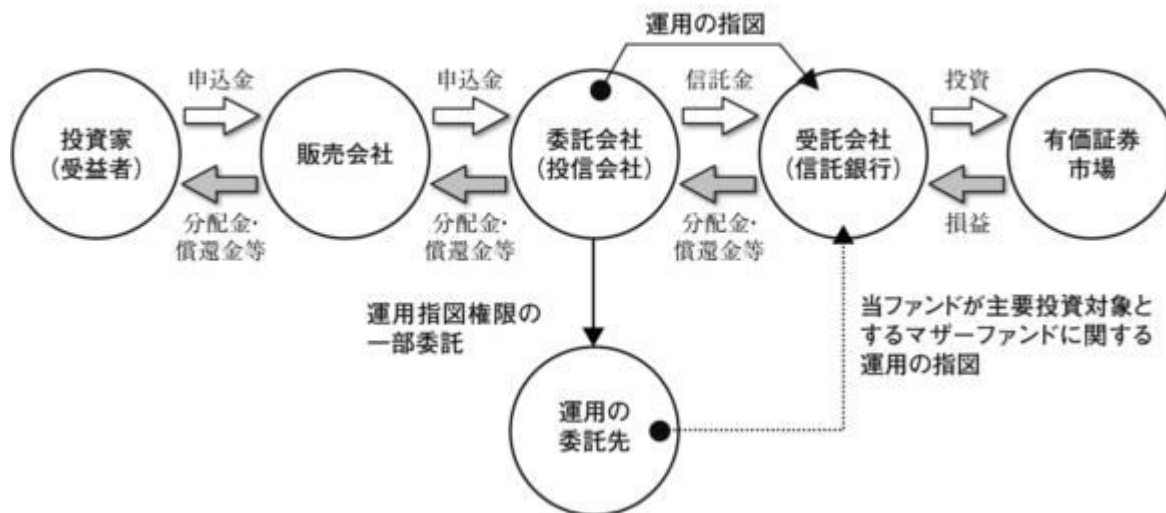 運用の指図
申込金
申込金
信託金
投資
投資家
(受益者)
販売会社
委託会社
(投信会社)
受託会社
(信託銀行)
有価証券
市場
分配金・
償還金等
分配金・
償還金等
分配金・
償還金等
損益
運用指図権限の
一部委託
当ファンドが主要投資対象と
するマザーファンドに関する
運用の指図
運用の
委託先